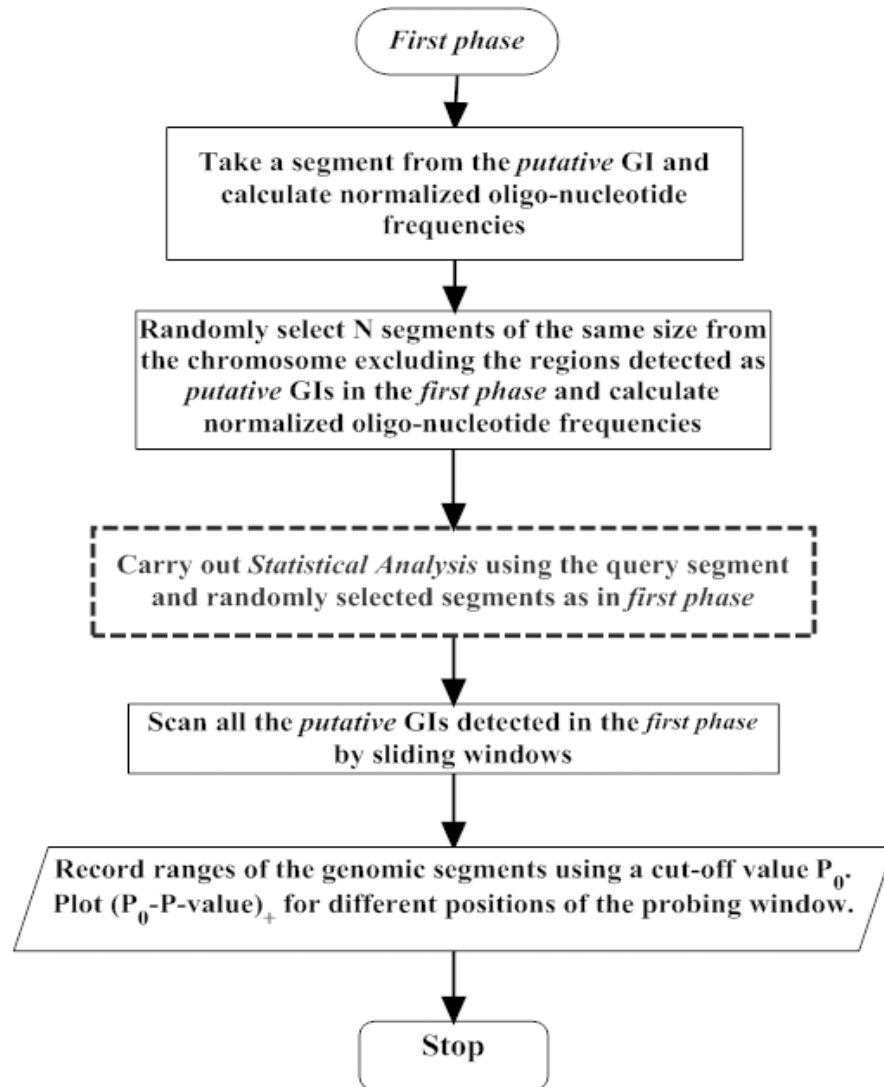 First phase
Take a segment from the putative GI and
calculate normalized oligo-nucleotide
frequencies
Randomly select N segments of the same size from
the chromosome excluding the regions detected as
putative GIs in the first phase and calculate
normalized oligo-nucleotide frequencies
Carry out Statistical Analysis using the query segment
and randomly selected segments as in first phase
Scan all the putative GIs detected in the first phase
by sliding windows
Record ranges of the genomic segments using a cut-off value P₀.
Plot (P₀-P-value)₊ for different positions of the probing window.
Stop